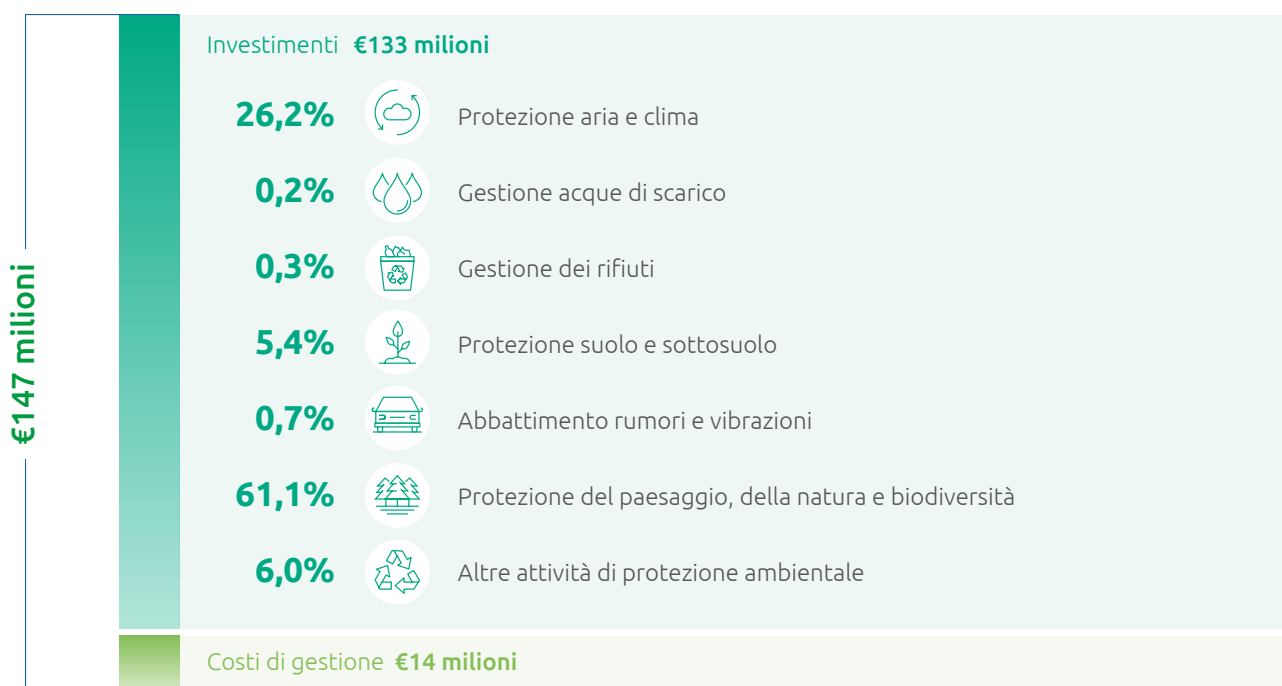 €147 milioni
Investimenti €133 milioni
26,2% Protezione aria e clima
0,2% Gestione acque di scarico
0,3% Gestione dei rifiuti
5,4% Protezione suolo e sottosuolo
0,7% Abbattimento rumori e vibrazioni
61,1% Protezione del paesaggio, della natura e biodiversità
6,0% Altre attività di protezione ambientale
Costi di gestione €14 milioni